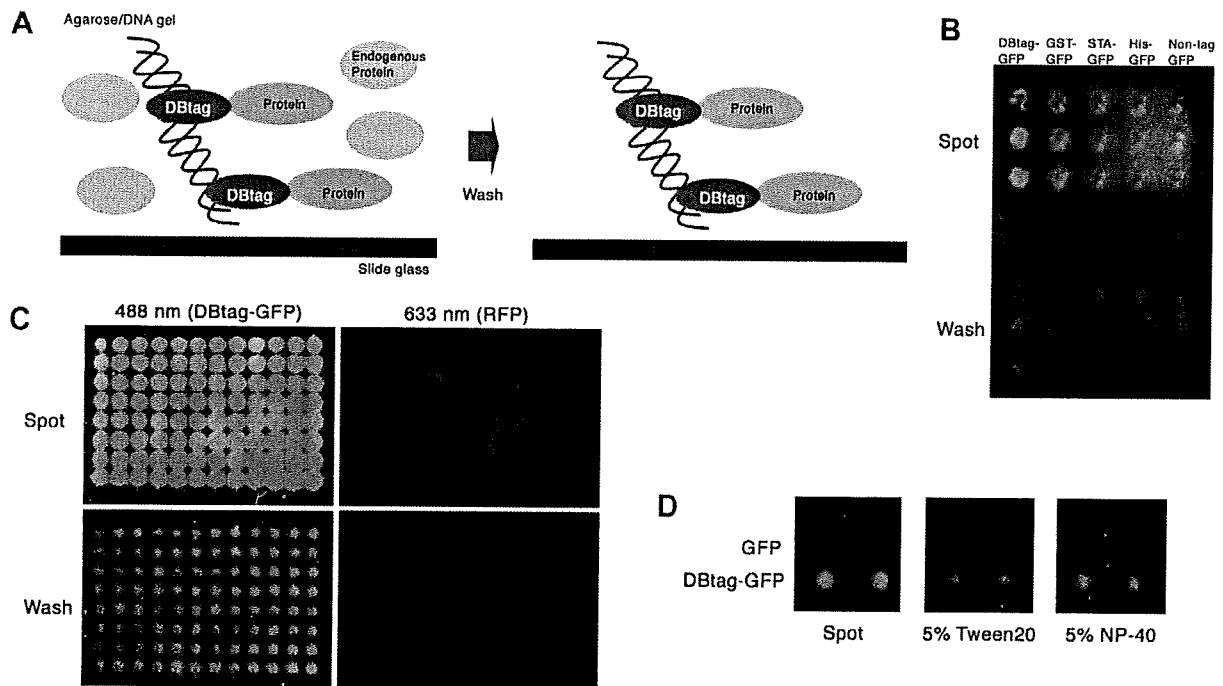 A
Agarose/DNA gel
Endogenous
Protein
DBtag
Protein
DBtag
Protein
Wash
DBtag
Protein
DBtag
Protein
Slide glass
B
DBtag- GST- STA- His- Non-tag
GFP GFP GFP GFP GFP
Spot
Wash
C
488 nm (DBtag-GFP) 633 nm (RFP)
Spot
Wash
D
GFP
DBtag-GFP
Spot 5% Tween20 5% NP-40